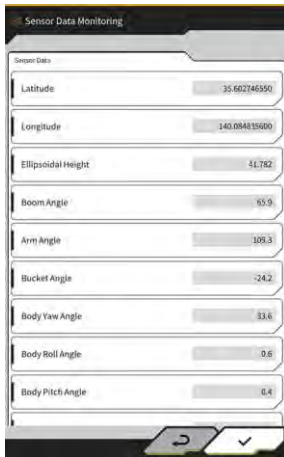 Sensor Data Monitoring
Sensor Data
Latitude 35.602746550
Longitude 140.084835600
Ellipsoidal Height 41.782
Boom Angle 65.9
Arm Angle 109.3
Bucket Angle -24.2
Body Yaw Angle 33.6
Body Roll Angle 0.6
Body Pitch Angle 0.4